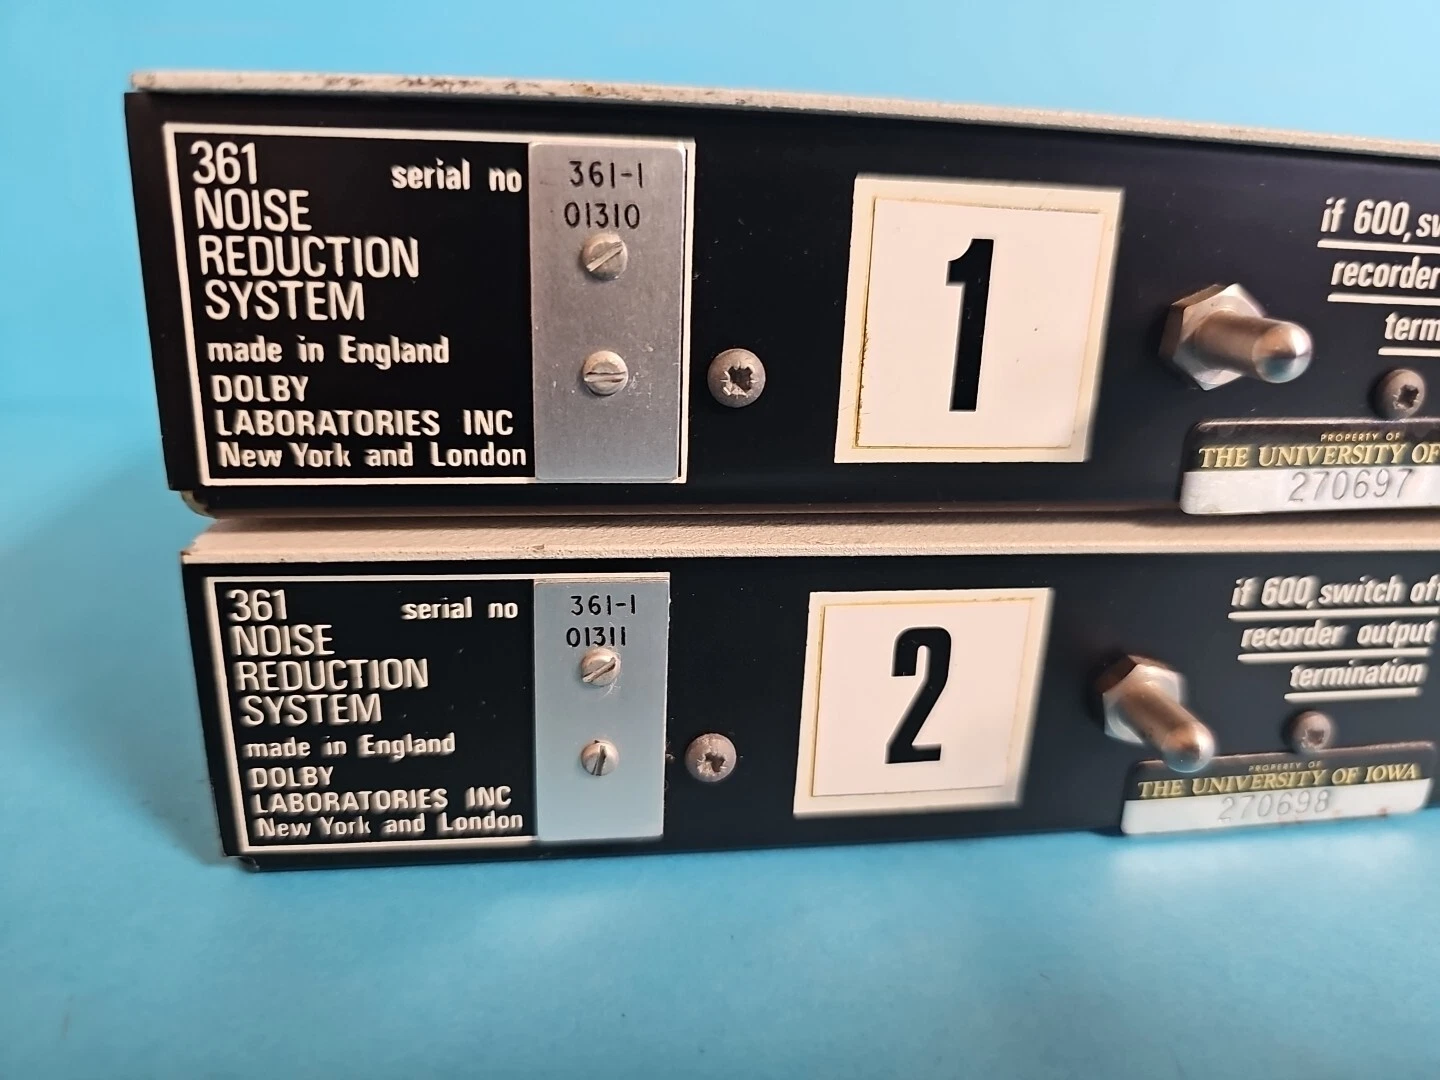 361
NOISE
REDUCTION
SYSTEM
made in England
DOLBY
LABORATORIES INC
New York and London
serial no
361-1
01310
1
if 600, sw
recorder
term
PROPERTY OF
THE UNIVERSITY OF
270697
361
NOISE
REDUCTION
SYSTEM
made in England
DOLBY
LABORATORIES INC
New York and London
serial no
361-1
01311
2
if 600, switch off
recorder output
termination
PROPERTY OF
THE UNIVERSITY OF IOWA
270698